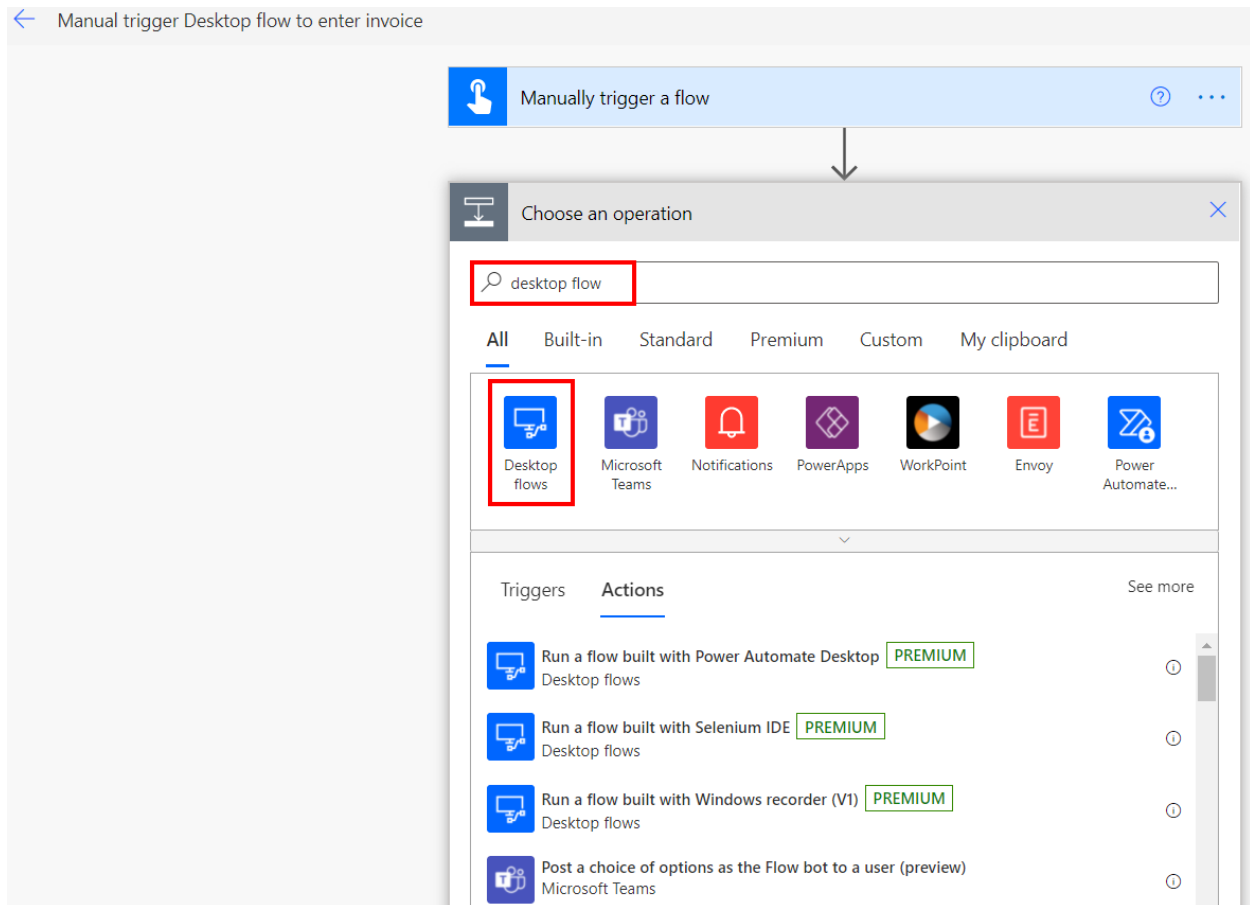 Manual trigger Desktop flow to enter invoice
Manually trigger a flow
Choose an operation
desktop flow
All Built-in Standard Premium Custom My clipboard
Desktop flows
Microsoft Teams
Notifications
PowerApps
WorkPoint
Envoy
Power Automate...
Triggers Actions See more
Run a flow built with Power Automate Desktop PREMIUM
Desktop flows
Run a flow built with Selenium IDE PREMIUM
Desktop flows
Run a flow built with Windows recorder (V1) PREMIUM
Desktop flows
Post a choice of options as the Flow bot to a user (preview)
Microsoft Teams